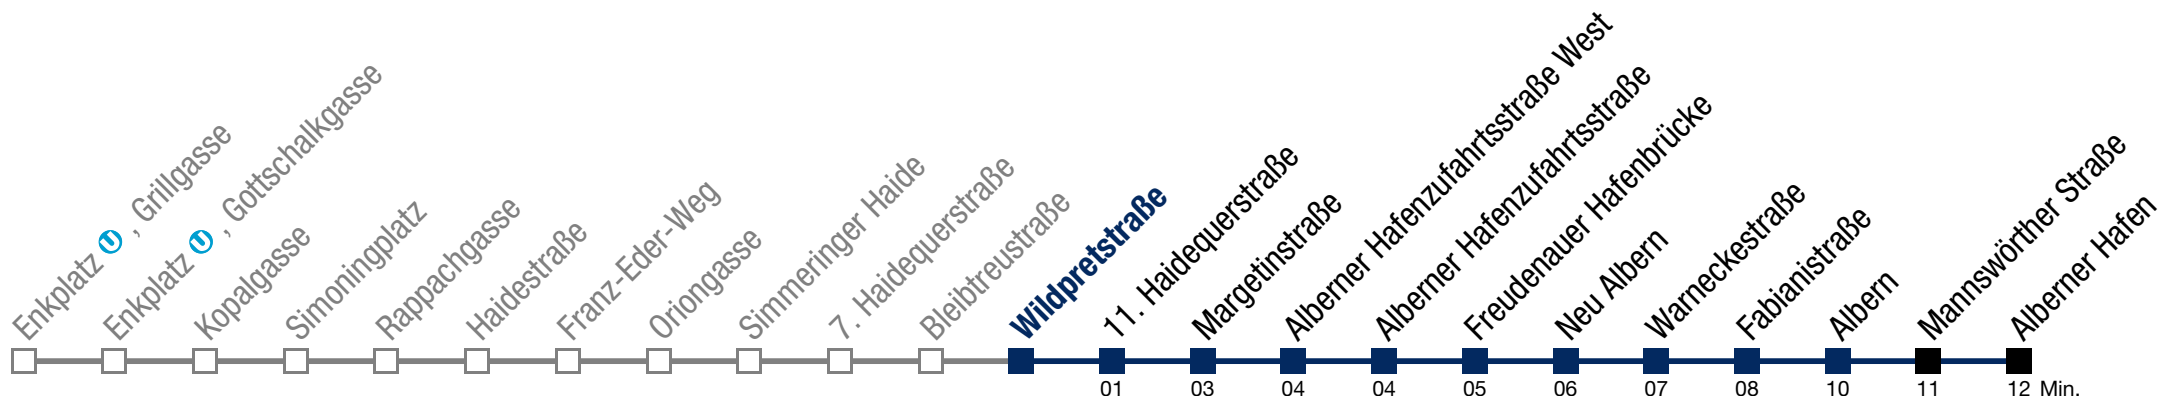 Enkplatz U , Grillgasse
Enkplatz U , Gottschalkgasse
Kopalgasse
Simoningplatz
Rappachgasse
Haidestraße
Franz-Eder-Weg
Oriongasse
Simmeringer Haide
7. Haidequerstraße
Bleibtreustraße
Wildpretstraße
11. Haidequerstraße
Margetinstraße
Alberner Hafenzufahrtsstraße West
Alberner Hafenzufahrtsstraße
Freudenauer Hafenbrücke
Neu Albern
Warneckestraße
Fabianistraße
Albern
Mannswörther Straße
Alberner Hafen
01 03 04 04 05 06 07 08 10 11 12 Min.